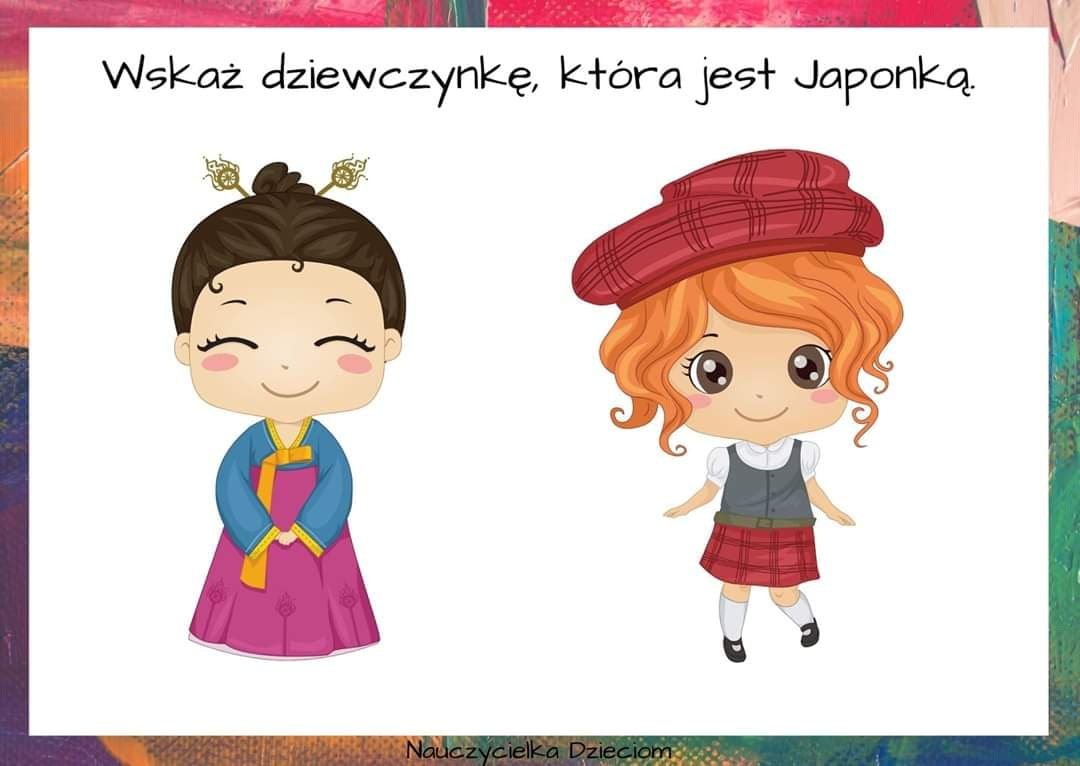 Wskaż dziewczynkę, która jest Japonką.
Nauczycielka Dzieciom